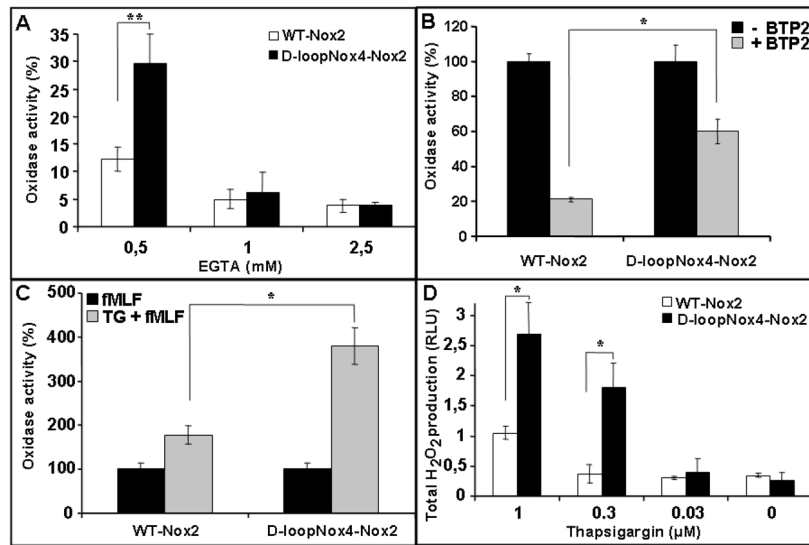 A
Oxidase activity (%)
35
30
25
20
15
10
5
0
**
WT-Nox2
D-loopNox4-Nox2
0,5
1
2,5
EGTA (mM)
B
Oxidase activity (%)
120
100
80
60
40
20
0
*
- BTP2
+ BTP2
WT-Nox2
D-loopNox4-Nox2
C
Oxidase activity (%)
500
400
300
200
100
0
fMLF
TG + fMLF
*
WT-Nox2
D-loopNox4-Nox2
D
Total H2O2 production (RLU)
3
2,5
2
1,5
1
0,5
0
*
*
WT-Nox2
D-loopNox4-Nox2
1
0.3
0.03
0
Thapsigargin (µM)